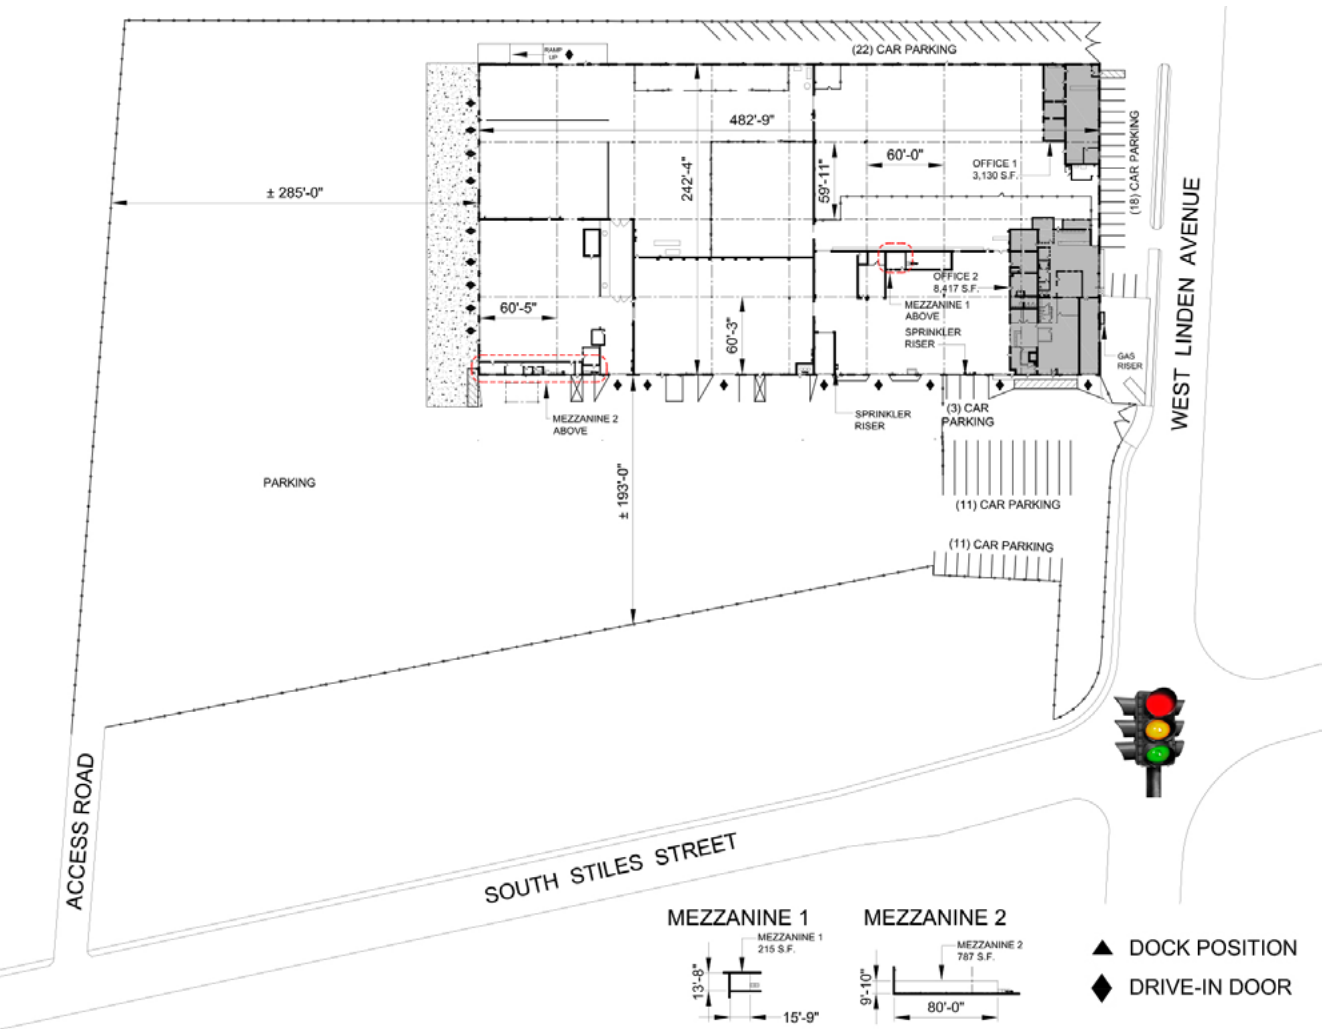 (22) CAR PARKING
RAMP
UP
482'-9"
242'-4"
59'-11"
60'-0"
OFFICE 1
3,130 S.F.
(18) CAR PARKING
± 285'-0"
WEST LINDEN AVENUE
OFFICE 2
8,417 S.F.
MEZZANINE 1
ABOVE
SPRINKLER
RISER
60'-5"
60'-3"
GAS
RISER
MEZZANINE 2
ABOVE
SPRINKLER
RISER
(3) CAR
PARKING
± 193'-0"
PARKING
(11) CAR PARKING
(11) CAR PARKING
ACCESS ROAD
SOUTH STILES STREET
MEZZANINE 1
MEZZANINE 1
215 S.F.
13'-8"
15'-9"
MEZZANINE 2
MEZZANINE 2
787 S.F.
9'-10"
80'-0"
DOCK POSITION
DRIVE-IN DOOR